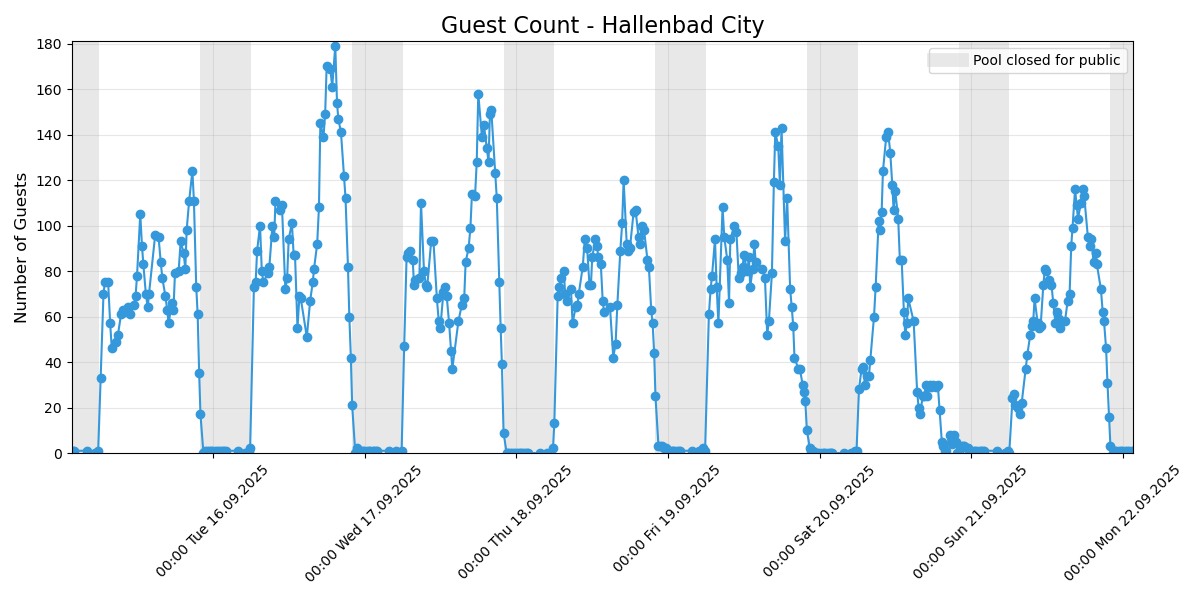 Guest Count - Hallenbad City
Pool closed for public
Number of Guests
180
160
140
120
100
80
60
40
20
0
00:00 Tue 16.09.2025
00:00 Wed 17.09.2025
00:00 Thu 18.09.2025
00:00 Fri 19.09.2025
00:00 Sat 20.09.2025
00:00 Sun 21.09.2025
00:00 Mon 22.09.2025